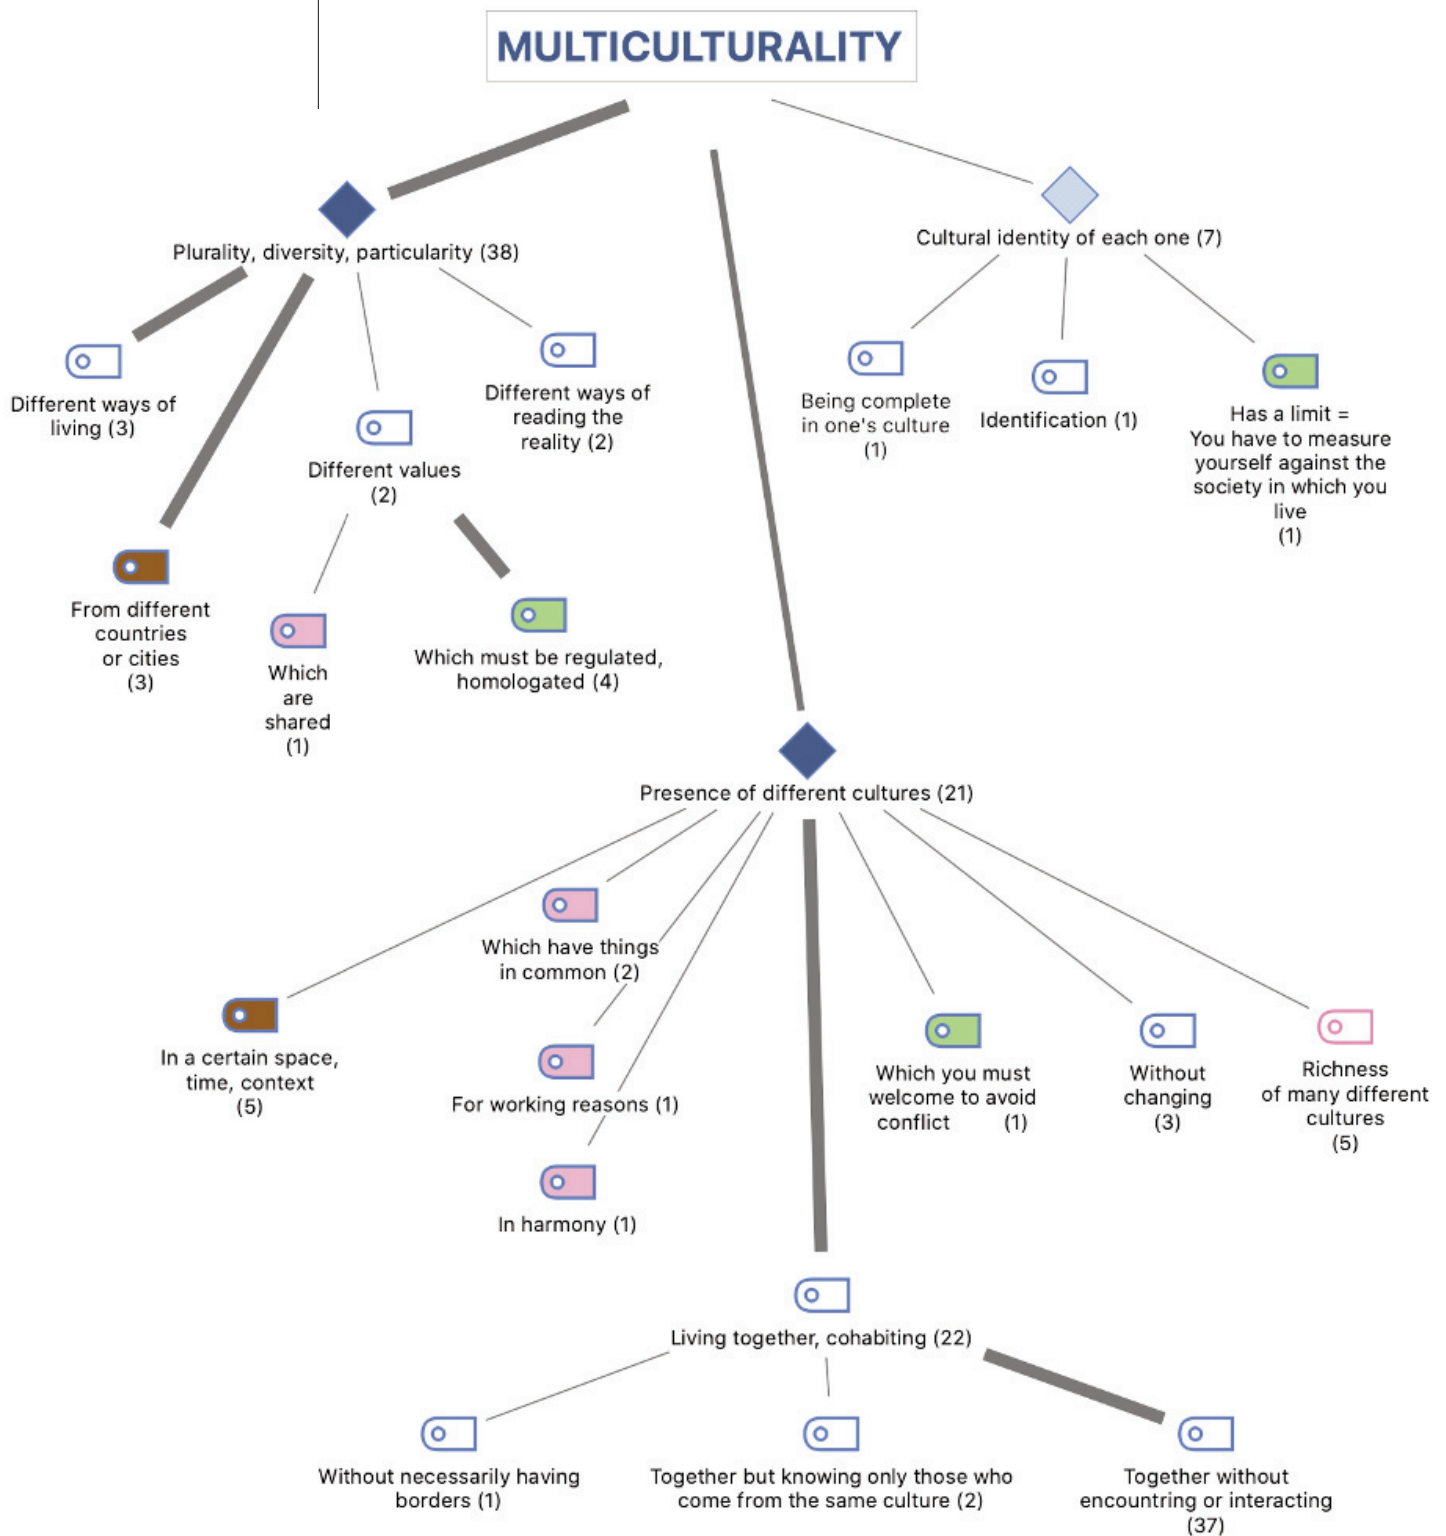 MULTICULTURALITY
Plurality, diversity, particularity (38)
Cultural identity of each one (7)
Different ways of
living (3)
Different values
(2)
Different ways of
reading the
reality (2)
Being complete
in one's culture
(1)
Identification (1)
Has a limit =
You have to measure
yourself against the
society in which you
live
(1)
From different
countries
or cities
(3)
Which
are
shared
(1)
Which must be regulated,
homologated (4)
Presence of different cultures (21)
Which have things
in common (2)
In a certain space,
time, context
(5)
For working reasons (1)
In harmony (1)
Which you must
welcome to avoid
conflict (1)
Without
changing
(3)
Richness
of many different
cultures
(5)
Living together, cohabiting (22)
Without necessarily having
borders (1)
Together but knowing only those who
come from the same culture (2)
Together without
encountring or interacting
(37)